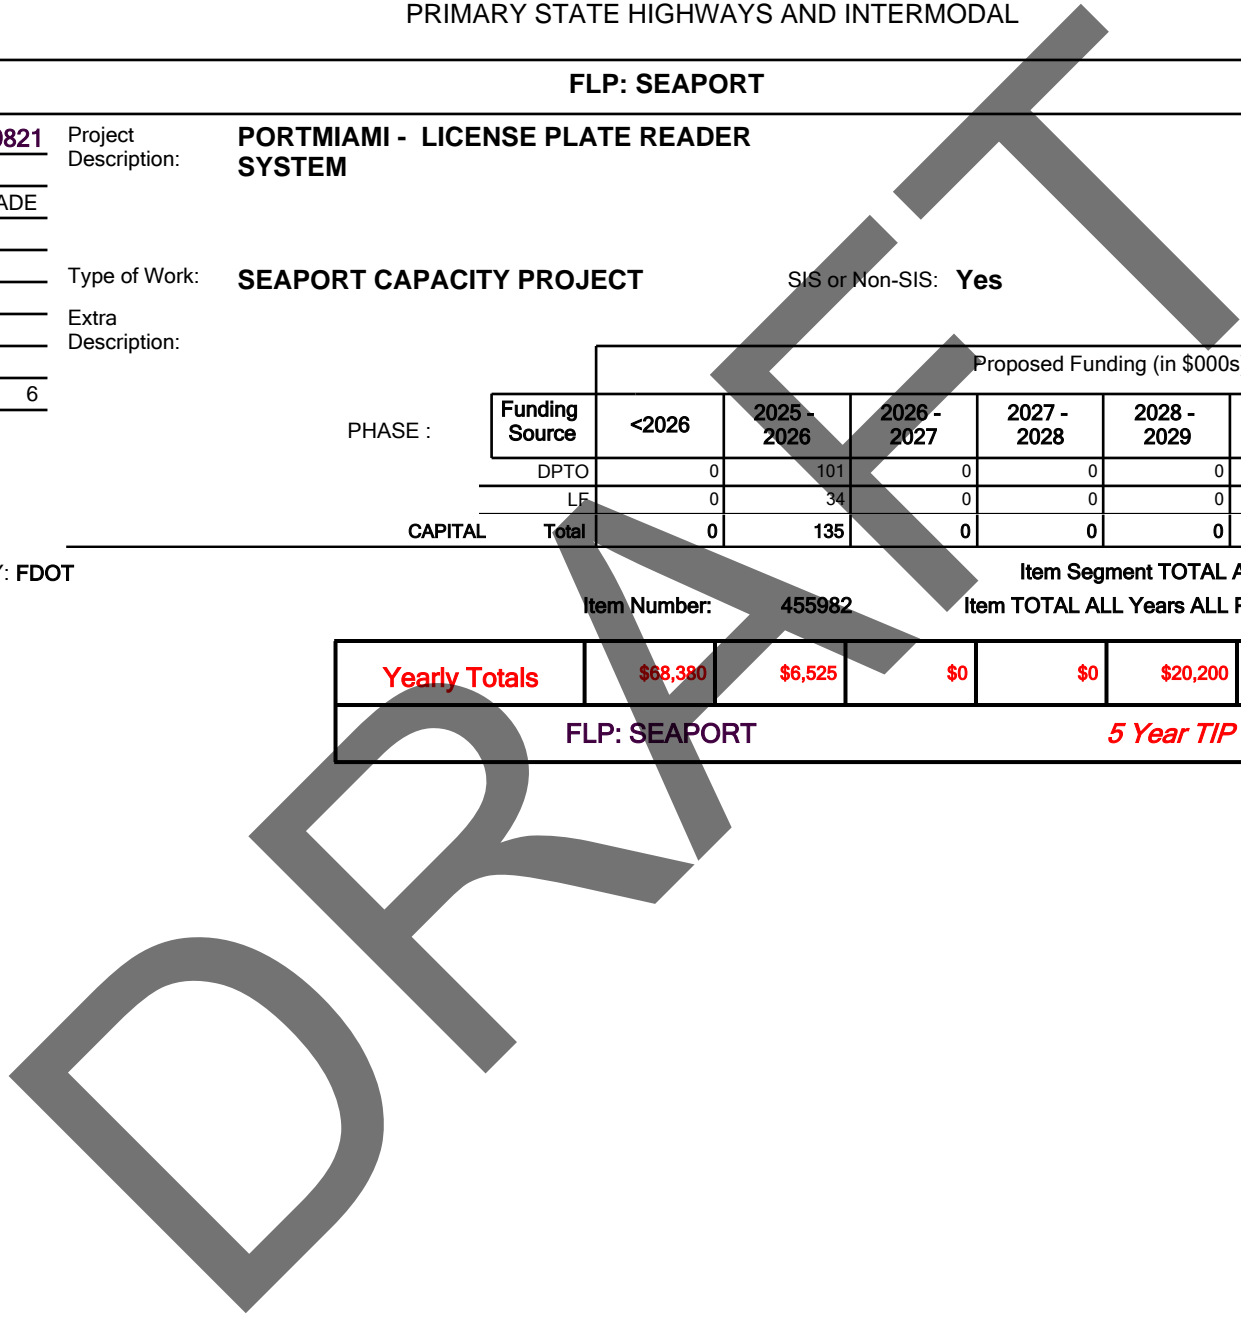 PRIMARY STATE HIGHWAYS AND INTERMODAL
FLP: SEAPORT
9821 Project Description: PORTMIAMI - LICENSE PLATE READER SYSTEM
ADE
Type of Work: SEAPORT CAPACITY PROJECT SIS or Non-SIS: Yes
Extra Description:
6
Proposed Funding (in $000s
PHASE : Funding Source <2026 2025 - 2026 2026 - 2027 2027 - 2028 2028 - 2029
DPTO 0 101 0 0 0
LF 0 34 0 0 0
CAPITAL Total 0 135 0 0 0
Y: FDOT Item Segment TOTAL A
Item Number: 455982 Item TOTAL ALL Years ALL
Yearly Totals $68,380 $6,525 $0 $0 $20,200
FLP: SEAPORT 5 Year TIP
DRAFT